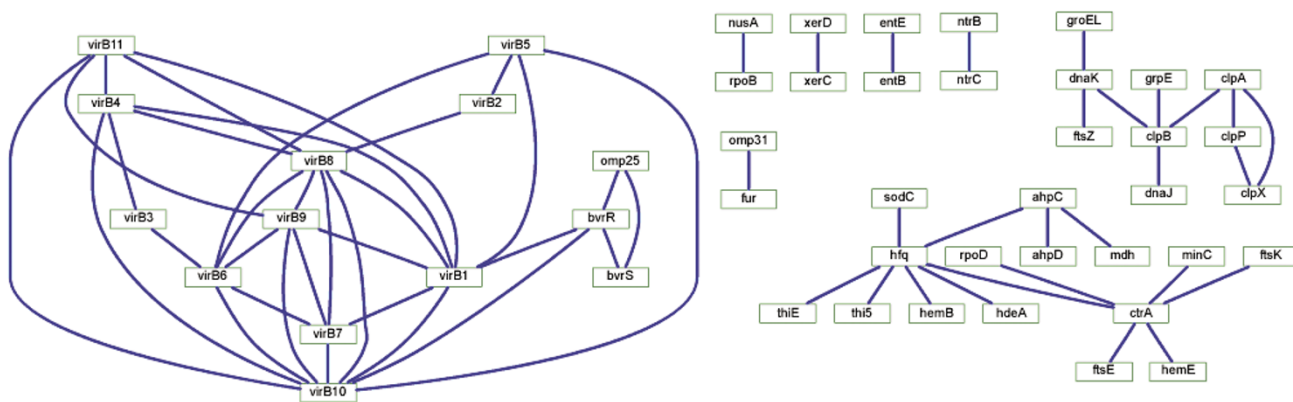 virB11
virB5
virB4
virB2
virB8
omp25
virB3
virB9
bvrR
virB6
virB1
bvrS
virB7
virB10
nusA
xerD
entE
ntrB
groEL
rpoB
xerC
entB
ntrC
dnaK
grpE
clpA
omp31
ftsZ
clpB
clpP
fur
dnaJ
clpX
sodC
ahpC
hfq
rpoD
ahpD
mdh
minC
ftsK
thiE
thi5
hemB
hdeA
ctrA
ftsE
hemE